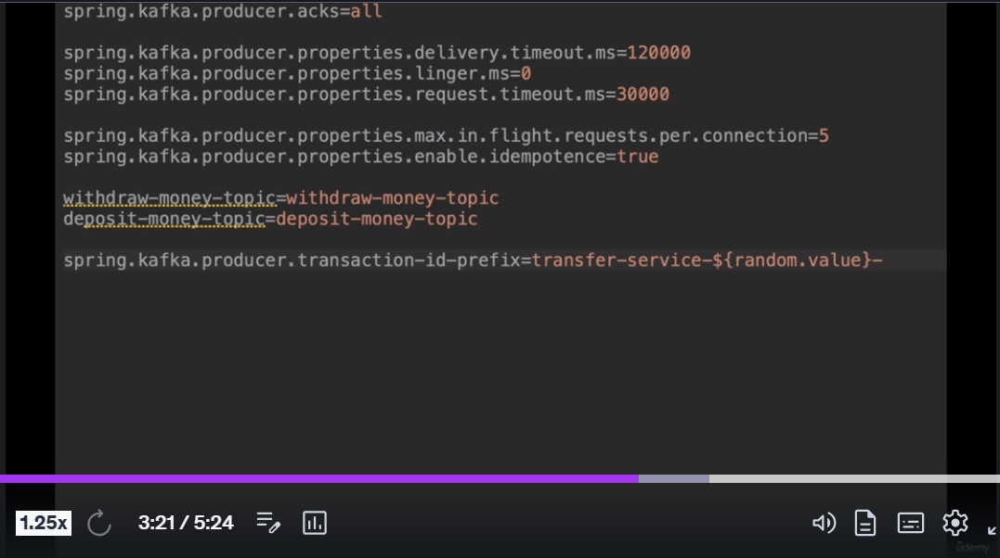 spring.kafka.producer.acks=all
spring.kafka.producer.properties.delivery.timeout.ms=120000
spring.kafka.producer.properties.linger.ms=0
spring.kafka.producer.properties.request.timeout.ms=30000
spring.kafka.producer.properties.max.in.flight.requests.per.connection=5
spring.kafka.producer.properties.enable.idempotence=true
withdraw-money-topic=withdraw-money-topic
deposit-money-topic=deposit-money-topic
spring.kafka.producer.transaction-id-prefix=transfer-service-${random.value}-
1.25x
3:21 / 5:24
ûdemy